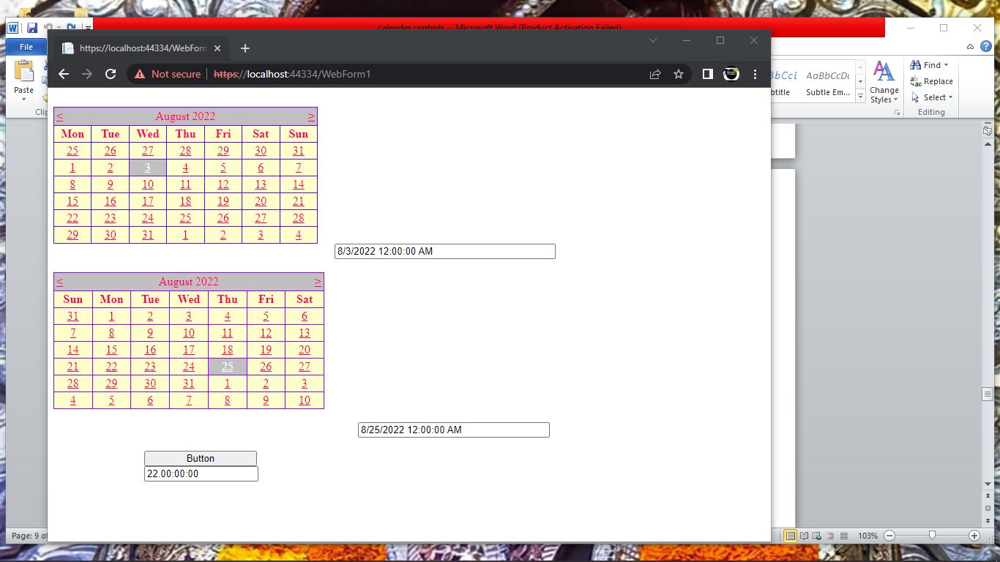 calender controls - Microsoft Word (Product Activation Failed)
https://localhost:44334/WebForm
File
Not secure https://localhost:44334/WebForm1
Paste
AaBbCcDc
Subtle Em...
Change
Styles
Find
Replace
Select
Editing
< August 2022 >
Mon Tue Wed Thu Fri Sat Sun
25 26 27 28 29 30 31
1 2 3 4 5 6 7
8 9 10 11 12 13 14
15 16 17 18 19 20 21
22 23 24 25 26 27 28
29 30 31 1 2 3 4
8/3/2022 12:00:00 AM
< August 2022 >
Sun Mon Tue Wed Thu Fri Sat
31 1 2 3 4 5 6
7 8 9 10 11 12 13
14 15 16 17 18 19 20
21 22 23 24 25 26 27
28 29 30 31 1 2 3
4 5 6 7 8 9 10
8/25/2022 12:00:00 AM
Button
22.00:00:00
Page: 9 of
103%